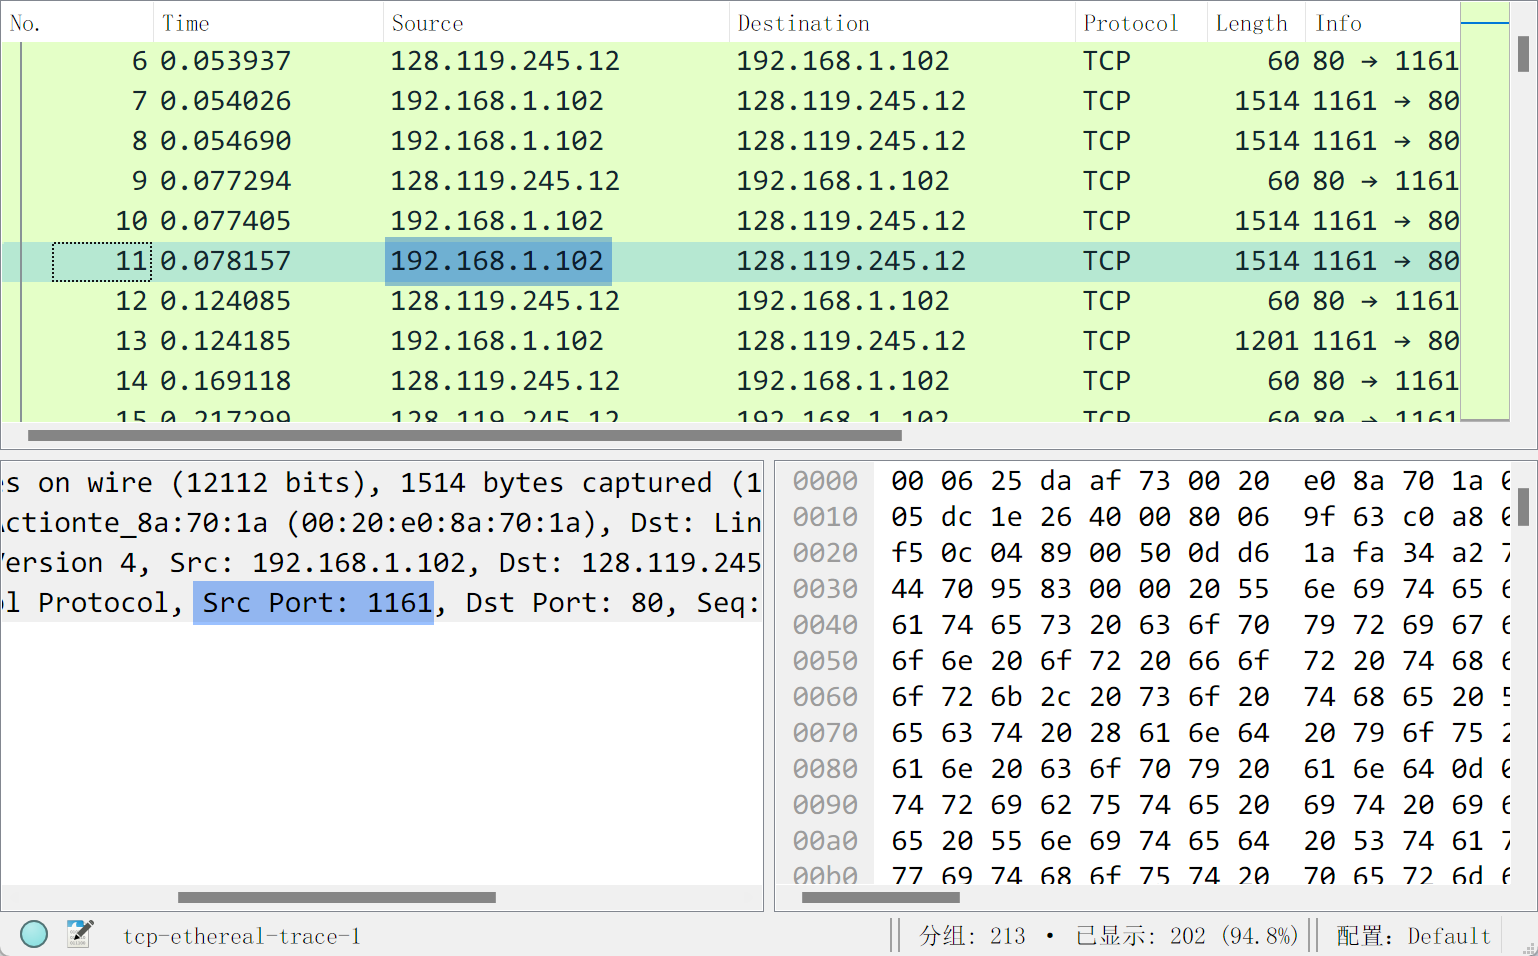 No. Time Source Destination Protocol Length Info
6 0.053937 128.119.245.12 192.168.1.102 TCP 60 80 → 1161
7 0.054026 192.168.1.102 128.119.245.12 TCP 1514 1161 → 80
8 0.054690 192.168.1.102 128.119.245.12 TCP 1514 1161 → 80
9 0.077294 128.119.245.12 192.168.1.102 TCP 60 80 → 1161
10 0.077405 192.168.1.102 128.119.245.12 TCP 1514 1161 → 80
11 0.078157 192.168.1.102 128.119.245.12 TCP 1514 1161 → 80
12 0.124085 128.119.245.12 192.168.1.102 TCP 60 80 → 1161
13 0.124185 192.168.1.102 128.119.245.12 TCP 1201 1161 → 80
14 0.169118 128.119.245.12 192.168.1.102 TCP 60 80 → 1161
15 0.217299 128.119.245.12 192.168.1.102 TCP 60 80 → 1161
s on wire (12112 bits), 1514 bytes captured (1
Actionte_8a:70:1a (00:20:e0:8a:70:1a), Dst: Lin
Version 4, Src: 192.168.1.102, Dst: 128.119.245
ol Protocol, Src Port: 1161, Dst Port: 80, Seq:
0000 00 06 25 da af 73 00 20 e0 8a 70 1a
0010 05 dc 1e 26 40 00 80 06 9f 63 c0 a8
0020 f5 0c 04 89 00 50 0d d6 1a fa 34 a2
0030 44 70 95 83 00 00 20 55 6e 69 74 65
0040 61 74 65 73 20 63 6f 70 79 72 69 67
0050 6f 6e 20 6f 72 20 66 6f 72 20 74 68
0060 6f 72 6b 2c 20 73 6f 20 74 68 65 20
0070 65 63 74 20 28 61 6e 64 20 79 6f 75
0080 61 6e 20 63 6f 70 79 20 61 6e 64 0d
0090 74 72 69 62 75 74 65 20 69 74 20 69
00a0 65 20 55 6e 69 74 65 64 20 53 74 61
00b0 77 69 74 68 6f 75 74 20 70 65 72 6d
tcp-ethereal-trace-1 分组: 213 · 已显示: 202 (94.8%) 配置: Default